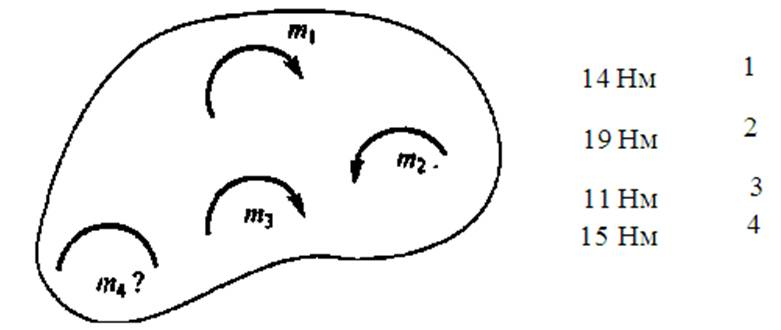 m₁
m₂.
m₃
m₄ ?
14 Нм 1
19 Нм 2
11 Нм 3
15 Нм 4